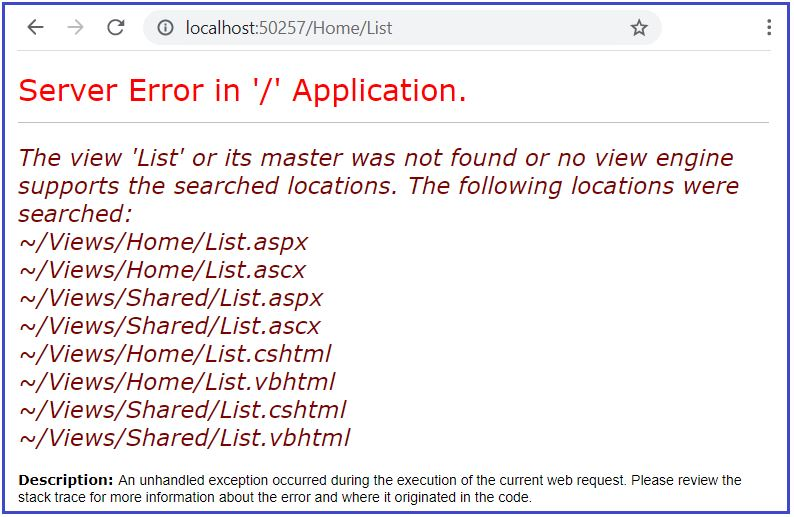 localhost:50257/Home/List
Server Error in '/' Application.
The view 'List' or its master was not found or no view engine
supports the searched locations. The following locations were
searched:
~/Views/Home/List.aspx
~/Views/Home/List.ascx
~/Views/Shared/List.aspx
~/Views/Shared/List.ascx
~/Views/Home/List.cshtml
~/Views/Home/List.vbhtml
~/Views/Shared/List.cshtml
~/Views/Shared/List.vbhtml
Description: An unhandled exception occurred during the execution of the current web request. Please review the
stack trace for more information about the error and where it originated in the code.